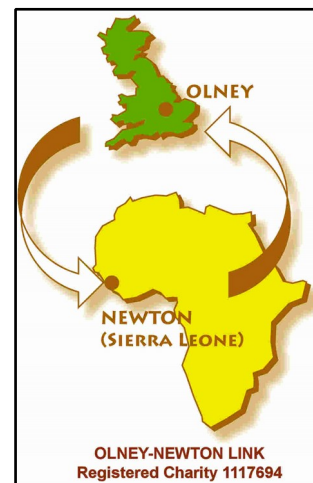 OLNEY
NEWTON
(SIERRA LEONE)
OLNEY-NEWTON LINK
Registered Charity 1117694